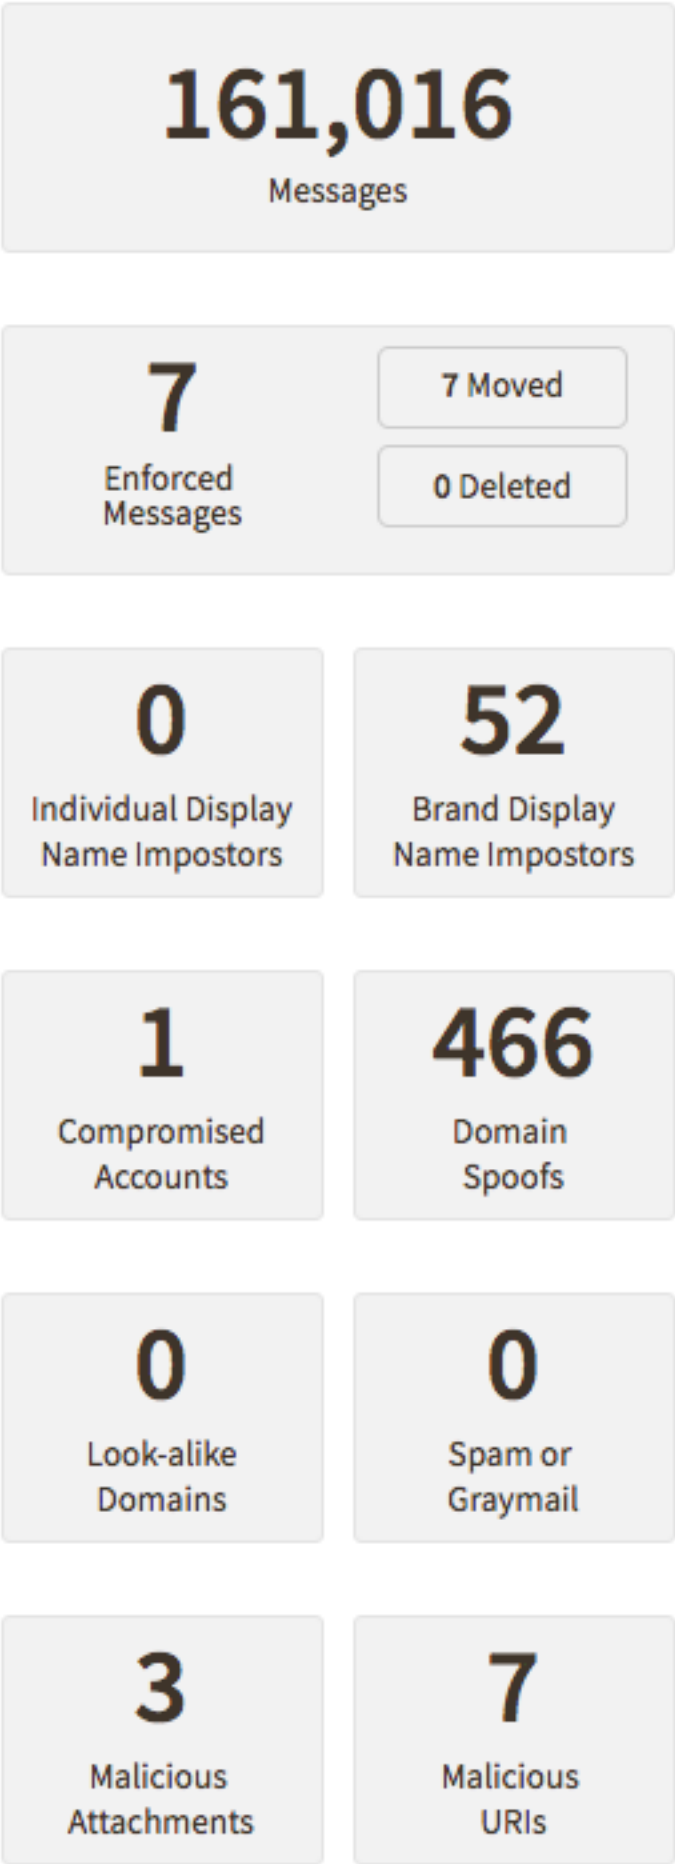 161,016
Messages
7
Enforced
Messages
7 Moved
0 Deleted
0
Individual Display
Name Impostors
52
Brand Display
Name Impostors
1
Compromised
Accounts
466
Domain
Spoofs
0
Look-alike
Domains
0
Spam or
Graymail
3
Malicious
Attachments
7
Malicious
URIs